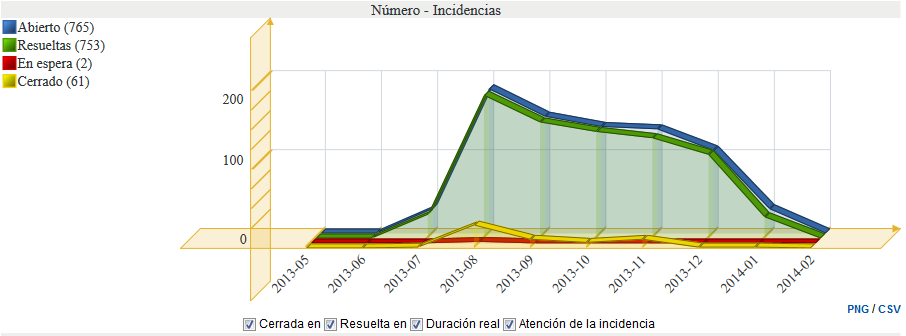 Número - Incidencias
Abierto (765)
Resueltas (753)
En espera (2)
Cerrado (61)
200
100
0
2013-05
2013-06
2013-07
2013-08
2013-09
2013-10
2013-11
2013-12
2014-01
2014-02
PNG / CSV
Cerrada en Resuelta en Duración real Atención de la incidencia